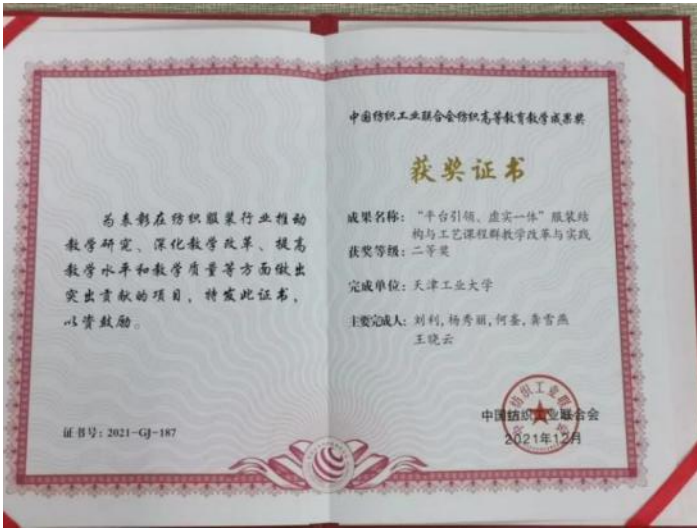 为表彰在纺织服装行业推动
教学研究、深化教学改革、提高
教学水平和教学质量等方面做出
突出贡献的项目，特发此证书，
以资鼓励。
证书号：2021-GJ-187
中国纺织工业联合会纺织高等教育教学成果奖
获奖证书
成果名称：“平台引领、虚实一体”服装结
构与工艺课程群教学改革与实践
获奖等级：二等奖
完成单位：天津工业大学
主要完成人：刘利，杨秀丽，何崟，龚雪燕
王晓云
中国纺织工业联合会
2021年12月